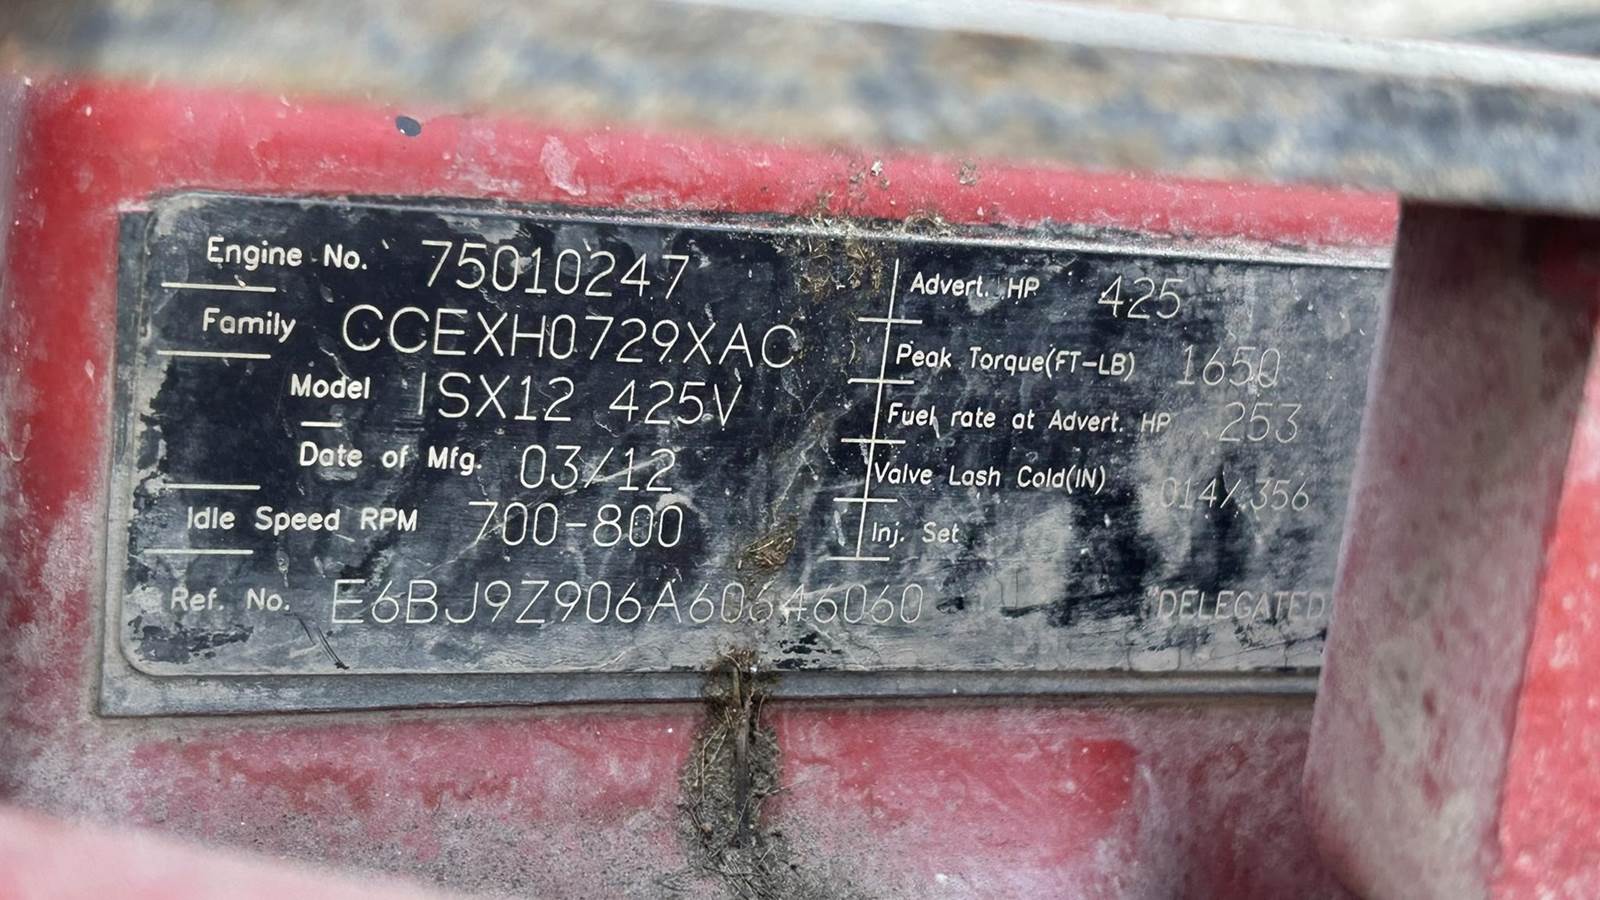 Engine No. 75010247
Family CCEXH0729XAC
Model ISX12 425V
Date of Mfg. 03/12
Idle Speed RPM 700-800
Ref. No. E6BJ9Z906A60646060
Advert. HP 425
Peak Torque(FT-LB) 1650
Fuel rate at Advert. HP 253
Valve Lash Cold(IN) .014/.356
Inj. Set
"DELEGATED